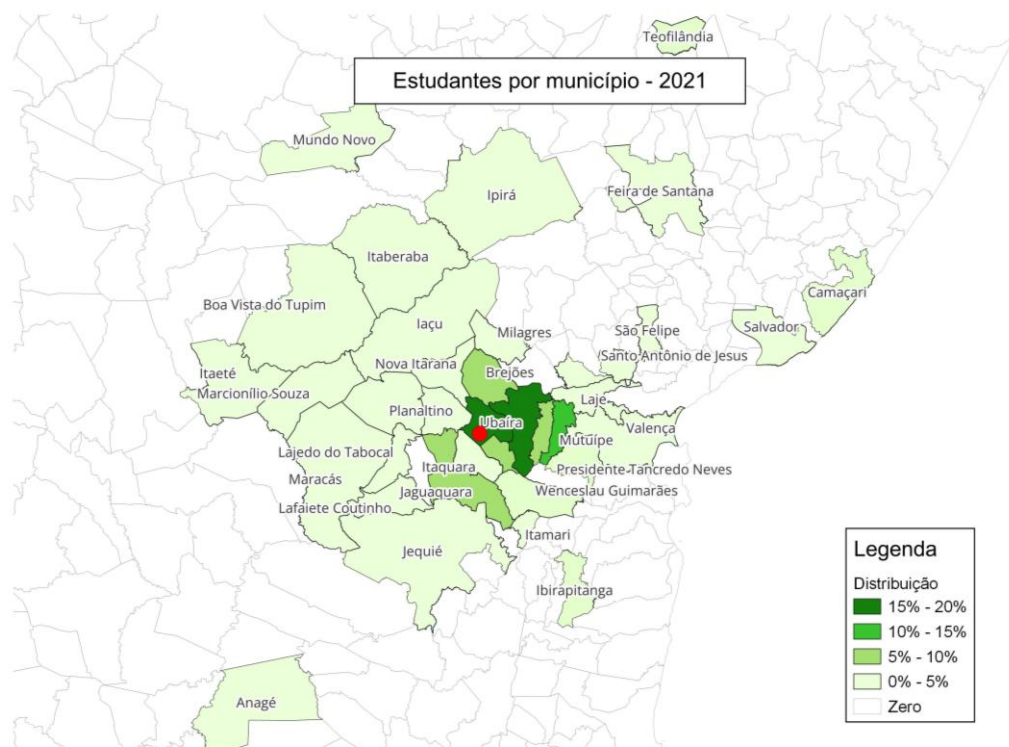 Teofilândia
Estudantes por município - 2021
Mundo Novo
Ipirá
Feira de Santana
Itaberaba
Camaçari
Boa Vista do Tupim
Iaçu
Salvador
São Felipe
Milagres
Santo Antônio de Jesus
Nova Itarana
Brejões
Itaeté
Marcionílio Souza
Laje
Planaltino
Ubaíra
Valença
Mutuípe
Lajedo do Tabocal
Itaquara
Presidente Tancredo Neves
Maracás
Jaguaquara
Wenceslau Guimarães
Lafaiete Coutinho
Itamari
Jequié
Ibirapitanga
Anagé
Legenda
Distribuição
15% - 20%
10% - 15%
5% - 10%
0% - 5%
Zero